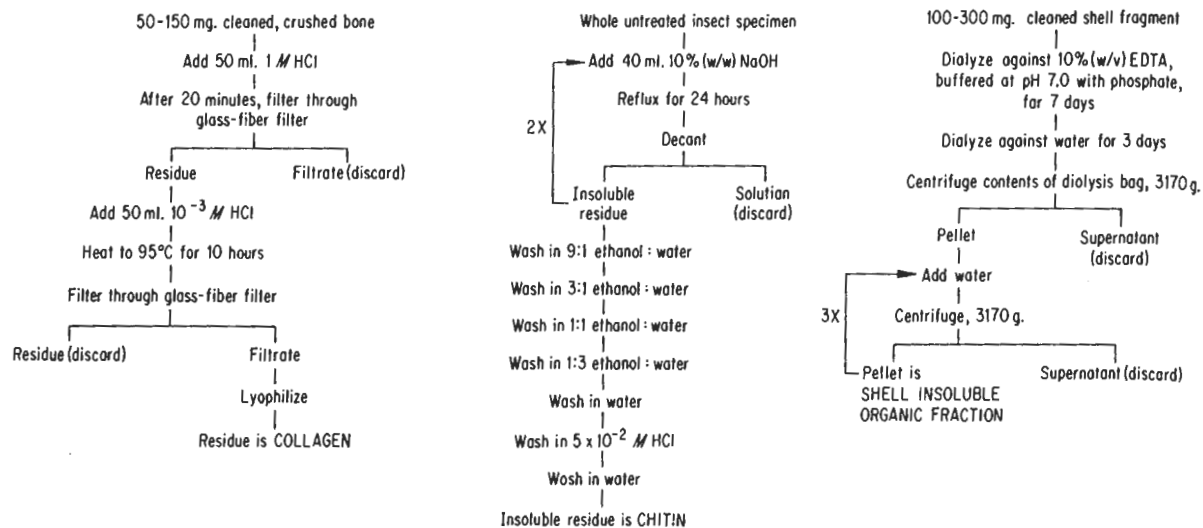 50-150 mg. cleaned, crushed bone
Add 50 ml. 1 M HCl
After 20 minutes, filter through
glass-fiber filter
Residue
Filtrate (discard)
Add 50 ml. 10⁻³ M HCl
Heat to 95°C for 10 hours
Filter through glass-fiber filter
Residue (discard)
Filtrate
Lyophilize
Residue is COLLAGEN
Whole untreated insect specimen
Add 40 ml. 10% (w/w) NaOH
Reflux for 24 hours
2X
Decant
Insoluble
residue
Solution
(discard)
Wash in 9:1 ethanol : water
Wash in 3:1 ethanol : water
Wash in 1:1 ethanol : water
Wash in 1:3 ethanol : water
Wash in water
Wash in 5 x 10⁻² M HCl
Wosh in water
Insoluble residue is CHIT!N
100-300 mg. cleaned shell fragment
Dialyze against 10% (w/v) EDTA,
buffered at pH 7.0 with phosphate,
far 7 days
Dialyze against water for 3 days
Centrifuge contents of diolysis bag, 3170 g.
Pellet
Supernatant
(discard)
Add water
3X
Centrifuge, 3170 g.
Pellet is
SHELL INSOLUBLE
ORGANIC FRACTION
Supernatant (discard)